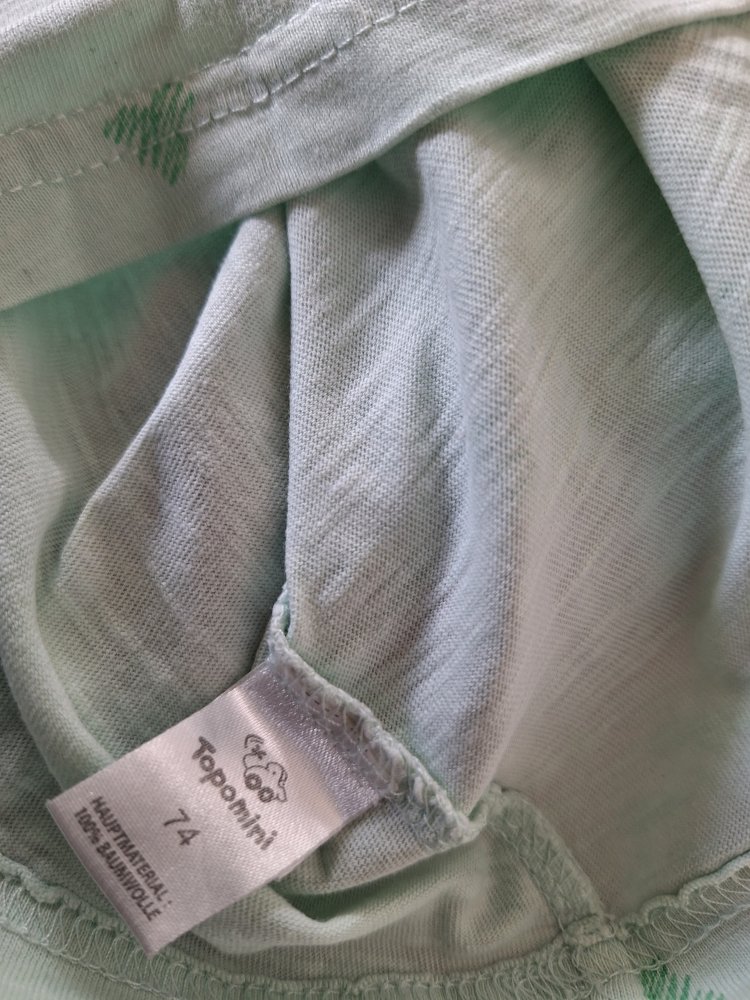 Topomini
74
HAUPTMATERIAL:
100% BAUMWOLLE